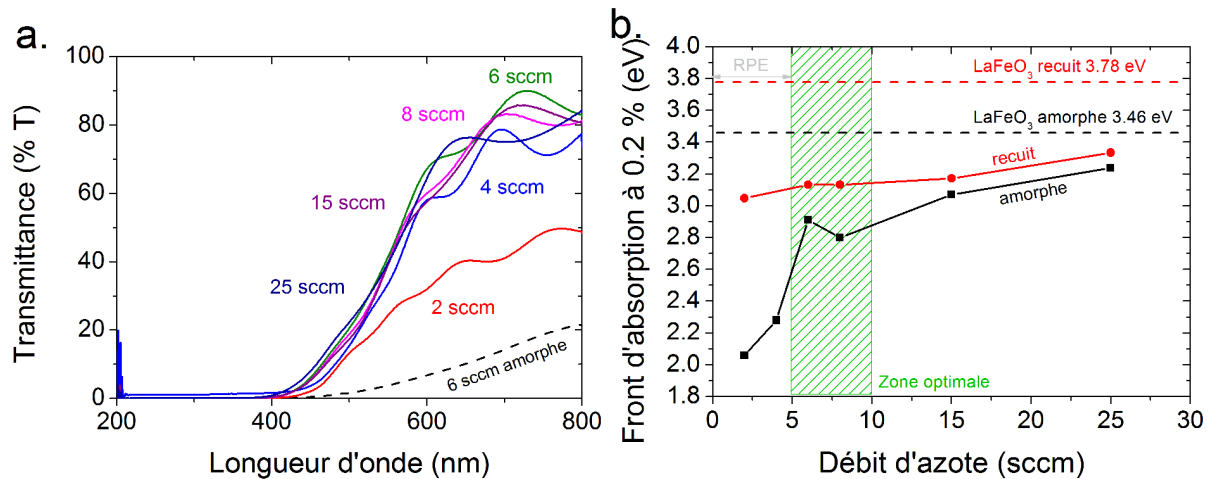 a.
Transmittance (% T)
100
80
60
40
20
0
200
400
600
800
Longueur d'onde (nm)
6 sccm
8 sccm
4 sccm
15 sccm
25 sccm
2 sccm
6 sccm amorphe
b.
Front d'absorption à 0.2 % (eV)
4.0
3.8
3.6
3.4
3.2
3.0
2.8
2.6
2.4
2.2
2.0
1.8
0
5
10
15
20
25
30
Débit d'azote (sccm)
RPE
LaFeO3 recuit 3.78 eV
LaFeO3 amorphe 3.46 eV
recuit
amorphe
Zone optimale